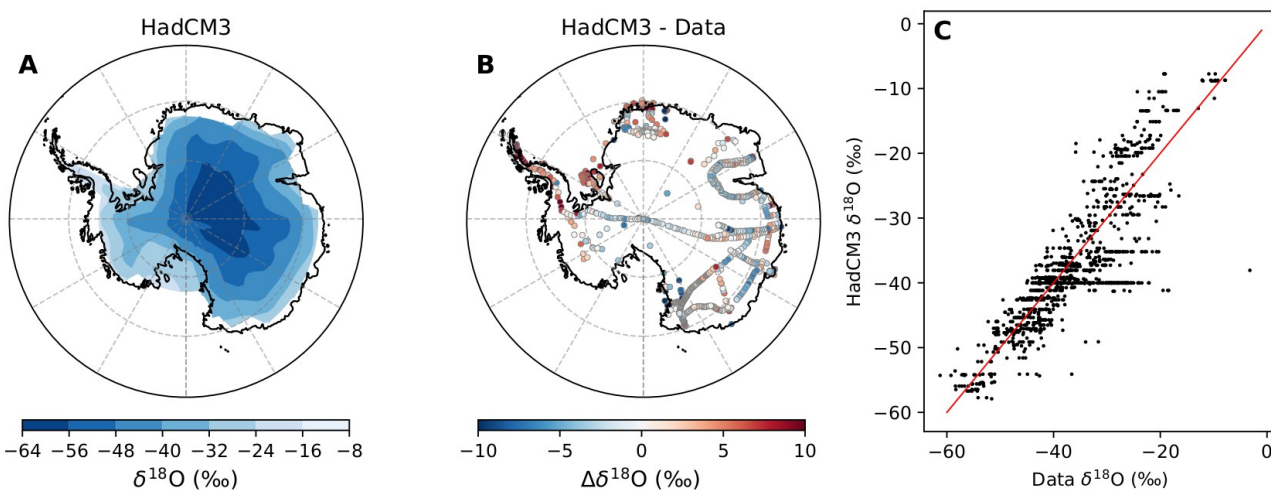 HadCM3
A
−64 −56 −48 −40 −32 −24 −16 −8
δ¹⁸O (‰)
HadCM3 - Data
B
−10 −5 0 5 10
Δδ¹⁸O (‰)
C
0
−10
−20
−30
−40
−50
−60
HadCM3 δ¹⁸O (‰)
−60 −40 −20 0
Data δ¹⁸O (‰)